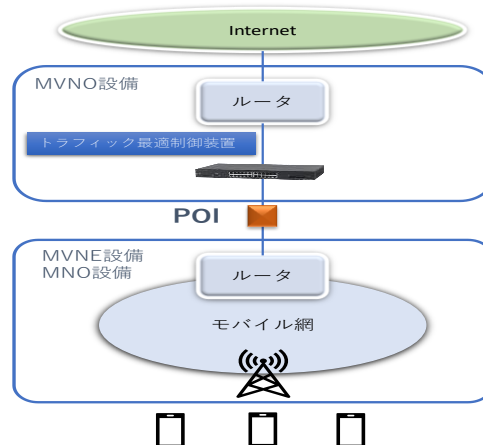 Internet
MVNO設備
ルータ
トラフィック最適制御装置
POI
MVNE設備
MNO設備
ルータ
モバイル網